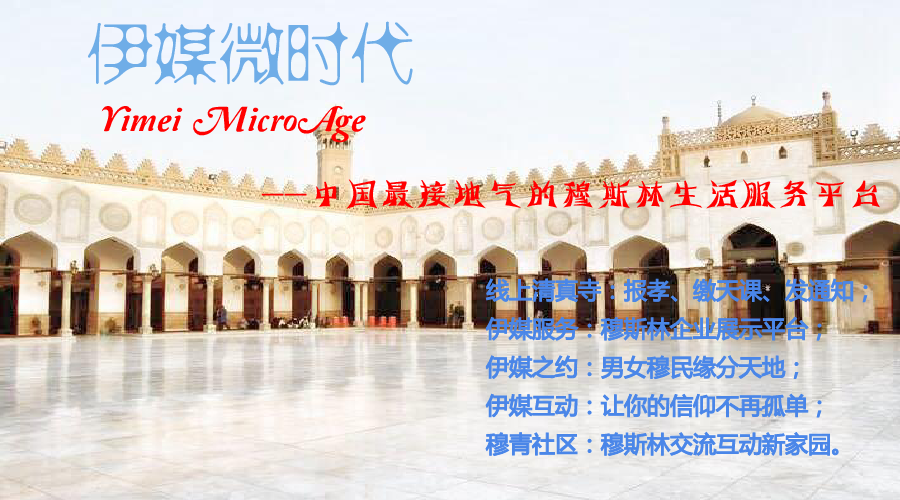 伊媒微时代
Yimei MicroAge
——中国最接地气的穆斯林生活服务平台
线上清真寺：报孝、缴天课、发通知；
伊媒服务：穆斯林企业展示平台；
伊媒之约：男女穆民缘分天地；
伊媒互动：让你的信仰不再孤单；
穆青社区：穆斯林交流互动新家园。